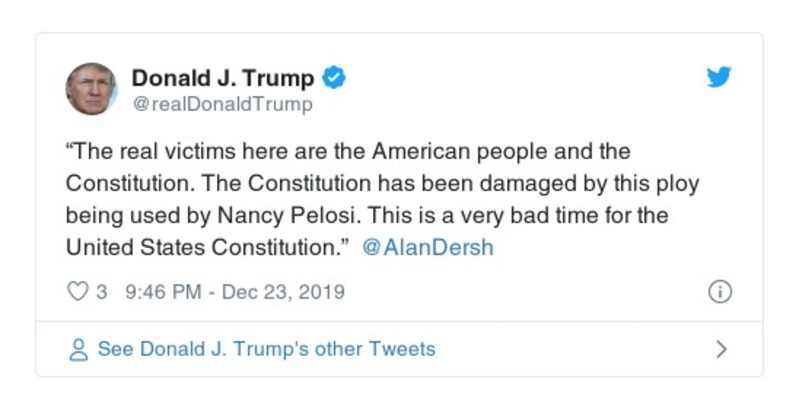 Donald J. Trump
@realDonaldTrump
“The real victims here are the American people and the
Constitution. The Constitution has been damaged by this ploy
being used by Nancy Pelosi. This is a very bad time for the
United States Constitution.” @AlanDersh
3 9:46 PM - Dec 23, 2019
See Donald J. Trump's other Tweets